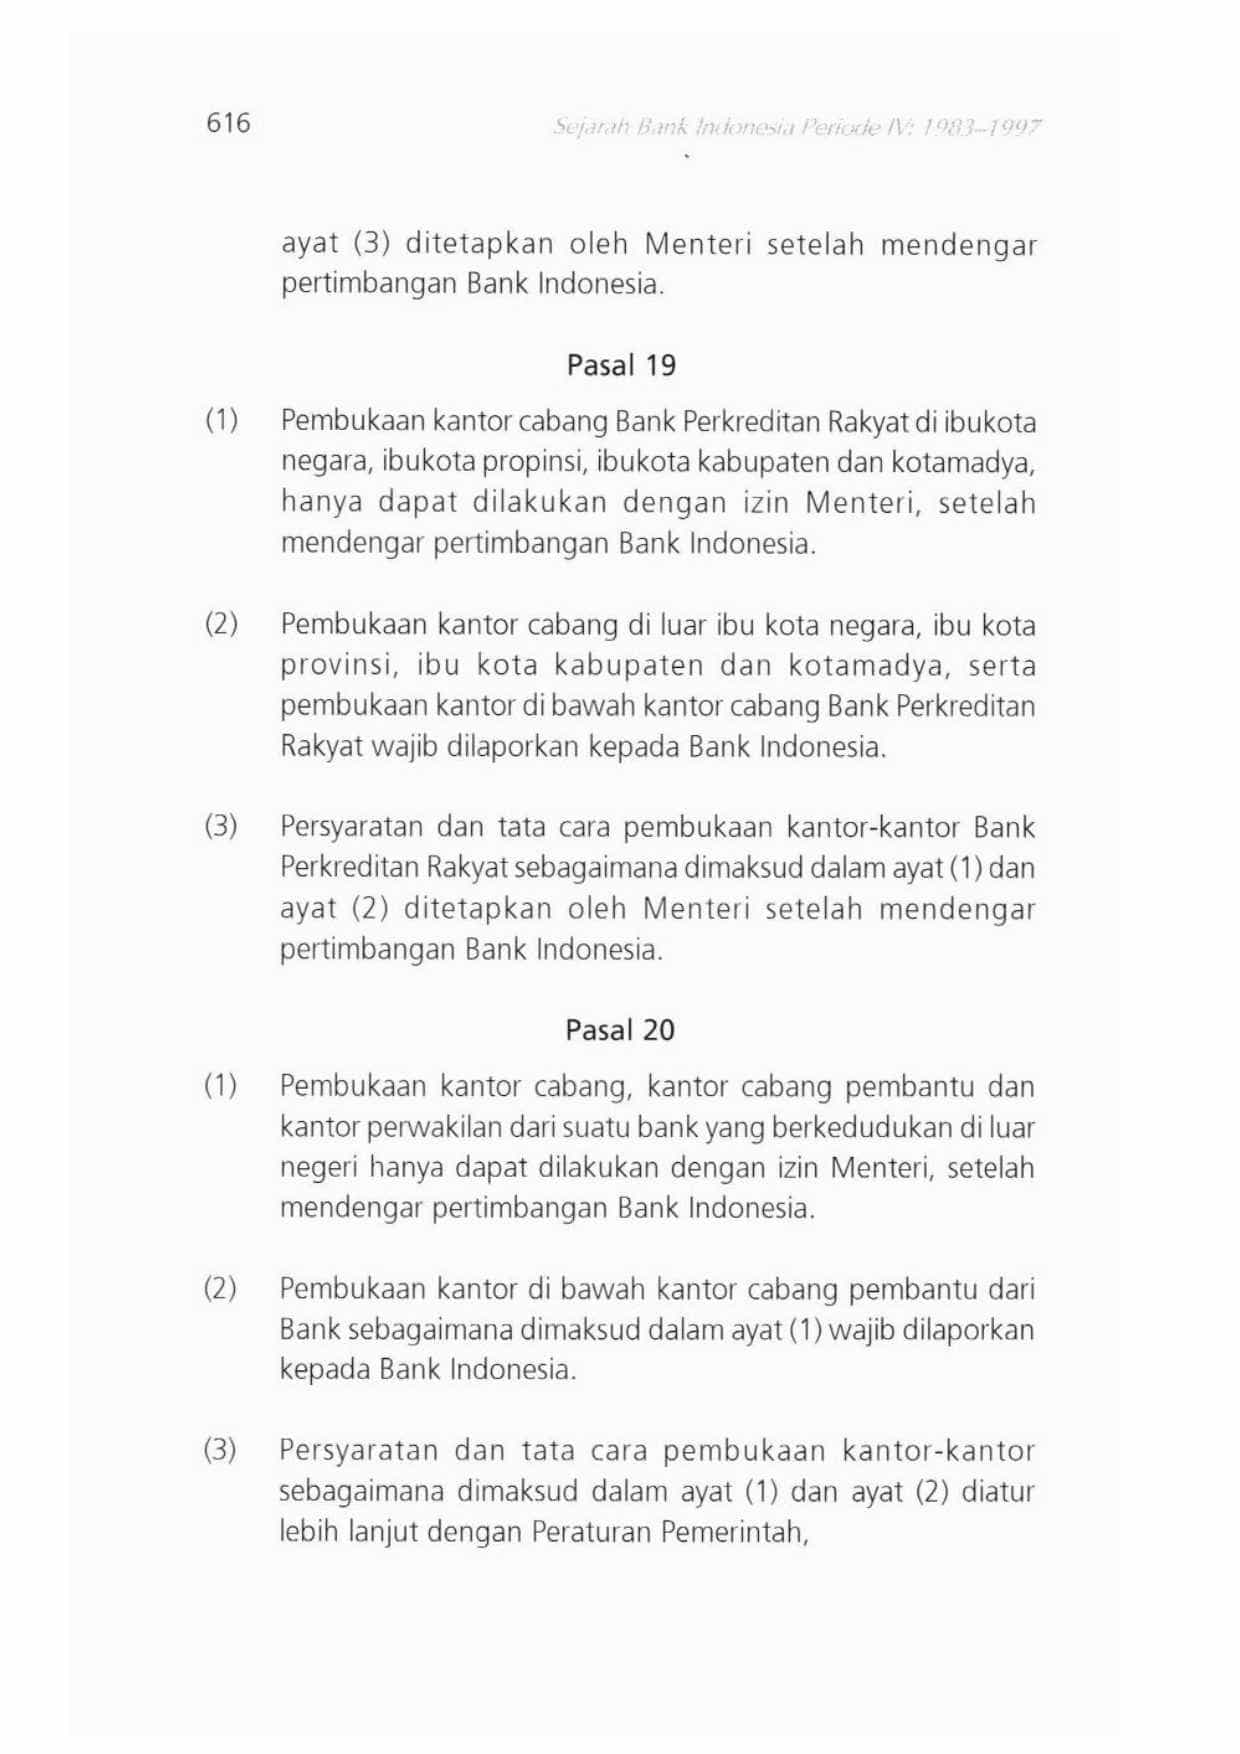 616
Sejarah Bank Indonesia Periode IV: 1983–1997
ayat (3) ditetapkan oleh Menteri setelah mendengar
pertimbangan Bank Indonesia.
Pasal 19
(1) Pembukaan kantor cabang Bank Perkreditan Rakyat di ibukota
negara, ibukota propinsi, ibukota kabupaten dan kotamadya,
hanya dapat dilakukan dengan izin Menteri, setelah
mendengar pertimbangan Bank Indonesia.
(2) Pembukaan kantor cabang di luar ibu kota negara, ibu kota
provinsi, ibu kota kabupaten dan kotamadya, serta
pembukaan kantor di bawah kantor cabang Bank Perkreditan
Rakyat wajib dilaporkan kepada Bank Indonesia.
(3) Persyaratan dan tata cara pembukaan kantor-kantor Bank
Perkreditan Rakyat sebagaimana dimaksud dalam ayat (1) dan
ayat (2) ditetapkan oleh Menteri setelah mendengar
pertimbangan Bank Indonesia.
Pasal 20
(1) Pembukaan kantor cabang, kantor cabang pembantu dan
kantor perwakilan dari suatu bank yang berkedudukan di luar
negeri hanya dapat dilakukan dengan izin Menteri, setelah
mendengar pertimbangan Bank Indonesia.
(2) Pembukaan kantor di bawah kantor cabang pembantu dari
Bank sebagaimana dimaksud dalam ayat (1) wajib dilaporkan
kepada Bank Indonesia.
(3) Persyaratan dan tata cara pembukaan kantor-kantor
sebagaimana dimaksud dalam ayat (1) dan ayat (2) diatur
lebih lanjut dengan Peraturan Pemerintah,